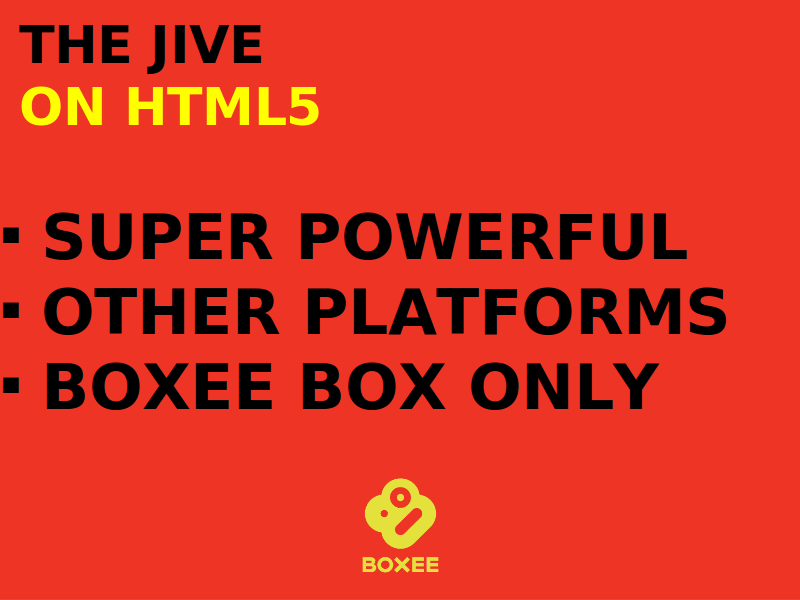 THE JIVE
ON HTML5
▪ SUPER POWERFUL
▪ OTHER PLATFORMS
▪ BOXEE BOX ONLY
BOXEE